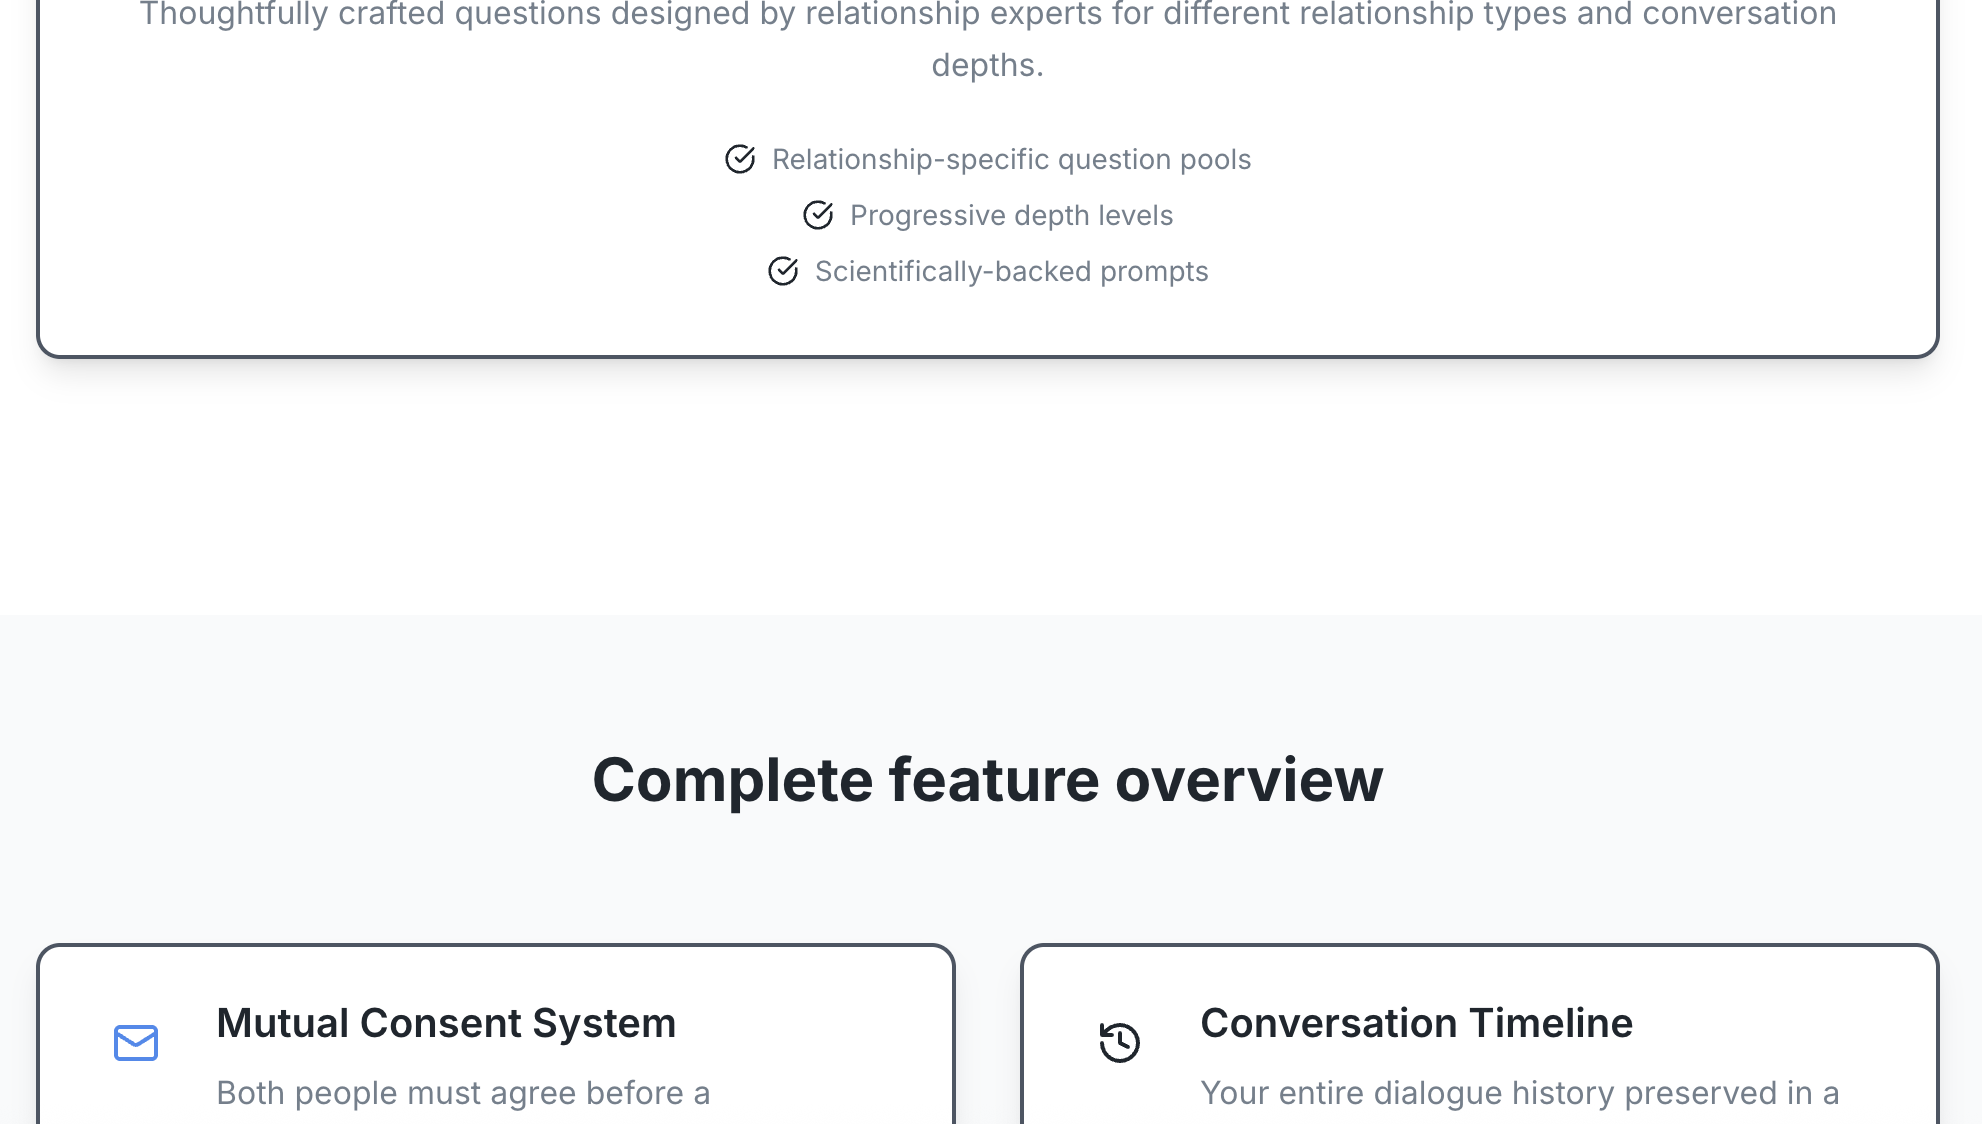 Thoughtfully crafted questions designed by relationship experts for different relationship types and conversation
depths.
Relationship-specific question pools
Progressive depth levels
Scientifically-backed prompts
Complete feature overview
Mutual Consent System
Both people must agree before a
Conversation Timeline
Your entire dialogue history preserved in a